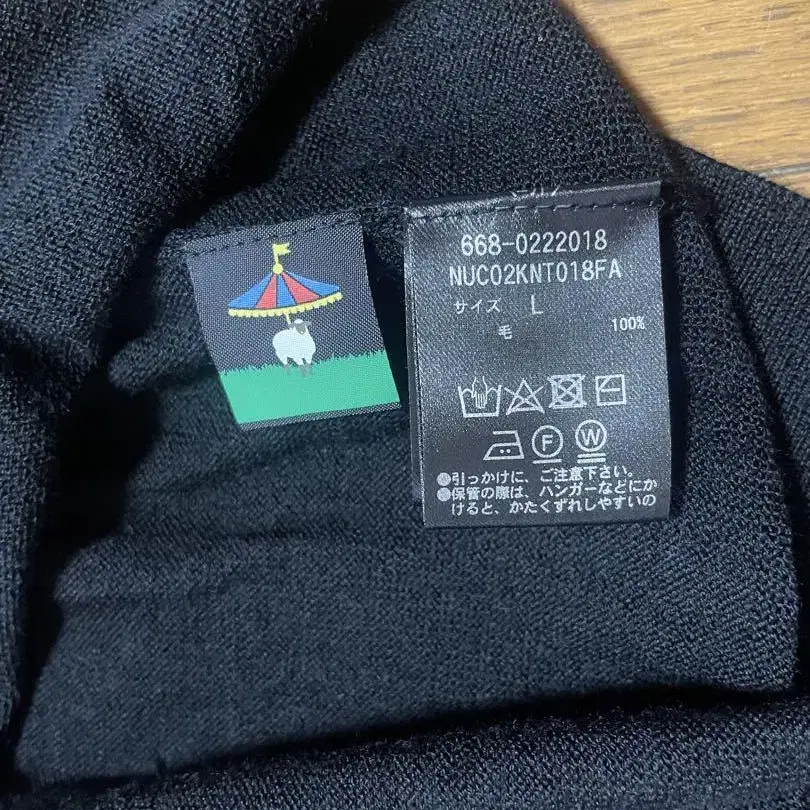 668-0222018
NUC02KNT018FA
サイズ L
毛 100%
F W
●引っかけに、ご注意下さい。
●保管の際は、ハンガーなどにか
けると、かたくずれしやすいの